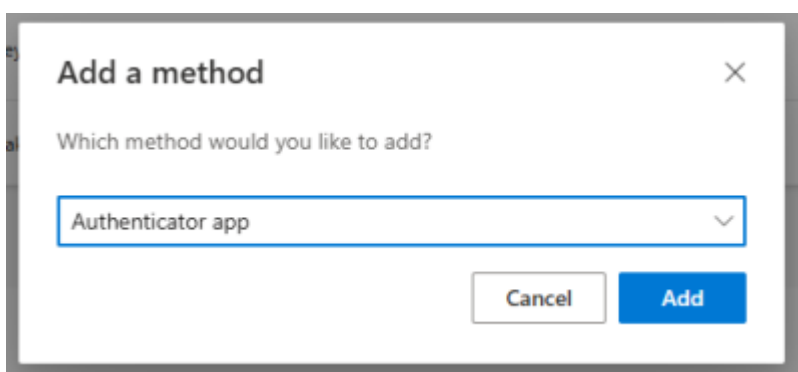 Add a method
Which method would you like to add?
Authenticator app
Cancel
Add